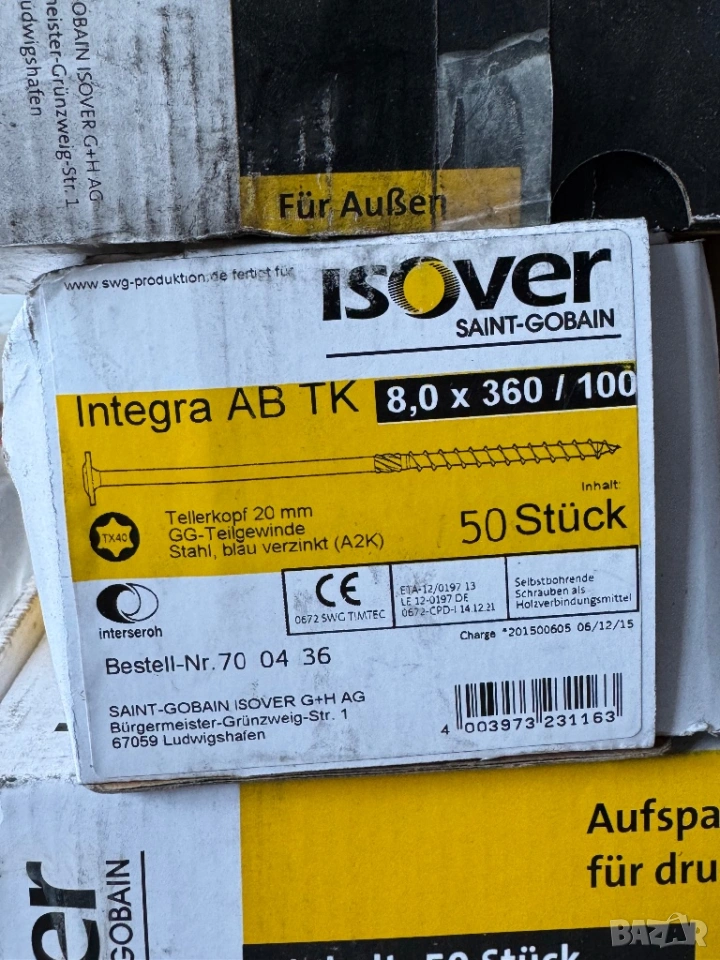 OBAIN ISOVER G+H AG
meister-Grünzweig-Str. 1
udwigshafen
Für Außen
www.swg-produktion.de fertigt für
isover
SAINT-GOBAIN
Integra AB TK
8,0 x 360 / 100
Tellerkopf 20 mm
GG-Teilgewinde
Stahl, blau verzinkt (A2K)
TX40
Inhalt:
50 Stück
interseroh
CE
0672 SWG TIMTEC
ETA-12/0197 13
LE 12-0197 DE
0672-CPD-I 14.12.21
Selbstbohrende
Schrauben als
Holzverbindungsmittel
Charge *201500605 06/12/15
Bestell-Nr. 70 04 36
SAINT-GOBAIN ISOVER G+H AG
Bürgermeister-Grünzweig-Str. 1
67059 Ludwigshafen
4 003973 231163
er
-GOBAIN
Aufspa
für dru
50 Stück
BAZAR